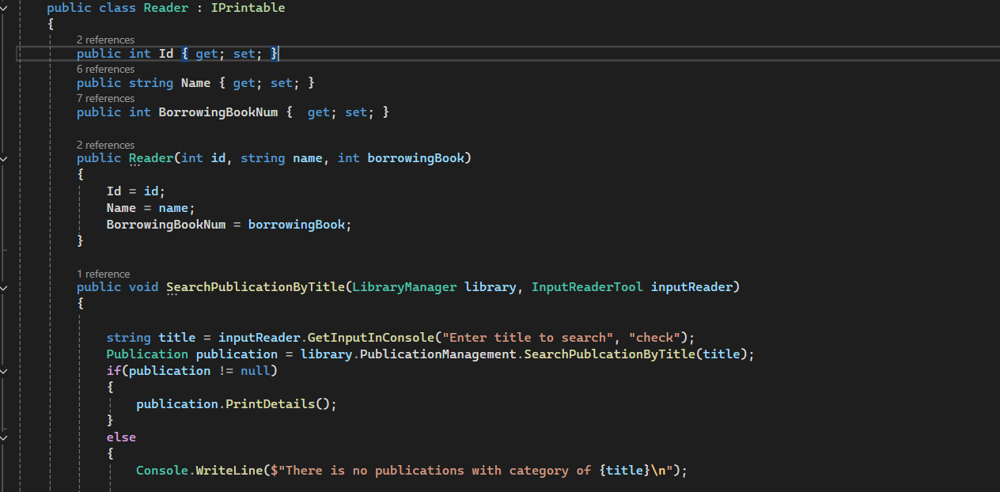 public class Reader : IPrintable
{
2 references
public int Id { get; set; }
6 references
public string Name { get; set; }
7 references
public int BorrowingBookNum {  get; set; }
2 references
public Reader(int id, string name, int borrowingBook)
{
Id = id;
Name = name;
BorrowingBookNum = borrowingBook;
}
1 reference
public void SearchPublicationByTitle(LibraryManager library, InputReaderTool inputReader)
{
string title = inputReader.GetInputInConsole("Enter title to search", "check");
Publication publication = library.PublicationManagement.SearchPublcationByTitle(title);
if(publication != null)
{
publication.PrintDetails();
}
else
{
Console.WriteLine($"There is no publications with category of {title}\n");